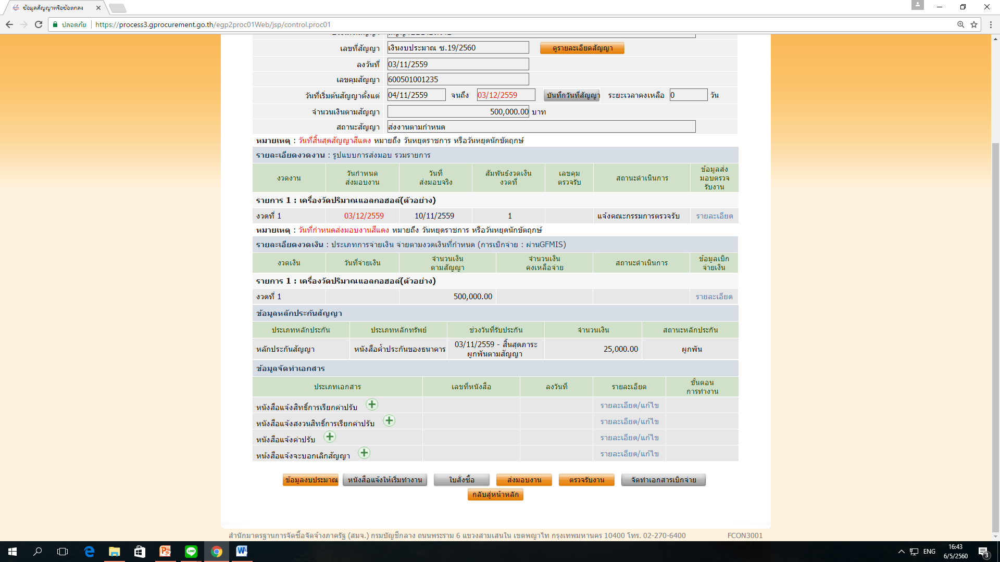 ข้อมูลสัญญาหรือข้อตกลง
ปลอดภัย https://process3.gprocurement.go.th/egp2proc01Web/jsp/control.proc01
เลขที่สัญญา เงินงบประมาณ ซ.19/2560 ดูรายละเอียดสัญญา
ลงวันที่ 03/11/2559
เลขคุมสัญญา 600501001235
วันที่เริ่มต้นสัญญาตั้งแต่ 04/11/2559 จนถึง 03/12/2559 บันทึกวันที่สัญญา ระยะเวลาคงเหลือ 0 วัน
จำนวนเงินตามสัญญา 500,000.00 บาท
สถานะสัญญา ส่งงานตามกำหนด
หมายเหตุ : วันที่สิ้นสุดสัญญาสีแดง หมายถึง วันหยุดราชการ หรือวันหยุดนักขัตฤกษ์
รายละเอียดงวดงาน : รูปแบบการส่งมอบ รวมรายการ
งวดงาน วันกำหนด ส่งมอบงาน วันที่ ส่งมอบจริง สัมพันธ์งวดเงิน งวดที่ เลขคุม ตรวจรับ สถานะดำเนินการ ข้อมูลส่ง มอบตรวจ รับงาน
รายการ 1 : เครื่องวัดปริมาณแอลกอฮอล์(ตัวอย่าง)
งวดที่ 1 03/12/2559 10/11/2559 1 แจ้งคณะกรรมการตรวจรับ รายละเอียด
หมายเหตุ : วันที่กำหนดส่งมอบงานสีแดง หมายถึง วันหยุดราชการ หรือวันหยุดนักขัตฤกษ์
รายละเอียดงวดเงิน : ประเภทการจ่ายเงิน จ่ายตามงวดเงินที่กำหนด (การเบิกจ่าย : ผ่านGFMIS)
งวดเงิน วันที่จ่ายเงิน จำนวนเงิน ตามสัญญา จำนวนเงิน คงเหลือจ่าย สถานะดำเนินการ ข้อมูลเบิก จ่ายเงิน
รายการ 1 : เครื่องวัดปริมาณแอลกอฮอล์(ตัวอย่าง)
งวดที่ 1 500,000.00 รายละเอียด
ข้อมูลหลักประกันสัญญา
ประเภทหลักประกัน ประเภทหลักทรัพย์ ช่วงวันที่รับประกัน จำนวนเงิน สถานะหลักประกัน
หลักประกันสัญญา หนังสือค้ำประกันของธนาคาร 03/11/2559 - สิ้นสุดภาระ ผูกพันตามสัญญา 25,000.00 ผูกพัน
ข้อมูลจัดทำเอกสาร
ประเภทเอกสาร เลขที่หนังสือ ลงวันที่ รายละเอียด ขั้นตอน การทำงาน
หนังสือแจ้งสิทธิ์การเรียกค่าปรับ รายละเอียด/แก้ไข
หนังสือแจ้งสงวนสิทธิ์การเรียกค่าปรับ รายละเอียด/แก้ไข
หนังสือแจ้งค่าปรับ รายละเอียด/แก้ไข
หนังสือแจ้งจะบอกเลิกสัญญา รายละเอียด/แก้ไข
ข้อมูลงบประมาณ หนังสือแจ้งให้เริ่มทำงาน ใบสั่งซื้อ ส่งมอบงาน ตรวจรับงาน จัดทำเอกสารเบิกจ่าย
กลับสู่หน้าหลัก
สำนักมาตรฐานการจัดซื้อจัดจ้างภาครัฐ (สมจ.) กรมบัญชีกลาง ถนนพระราม 6 แขวงสามเสนใน เขตพญาไท กรุงเทพมหานคร 10400 โทร. 02-270-6400 FCON3001
ENG 16:43
6/5/2560
3